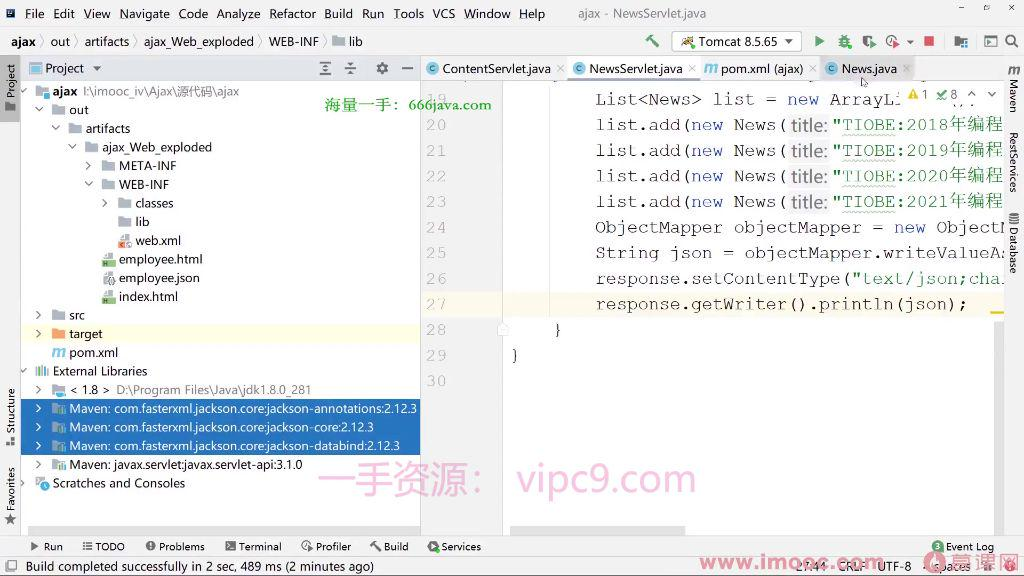 File Edit View Navigate Code Analyze Refactor Build Run Tools VCS Window Help ajax - NewsServlet.java
ajax out artifacts ajax_Web_exploded WEB-INF lib Tomcat 8.5.65
Project ContentServlet.java NewsServlet.java pom.xml (ajax) News.java
Project
Structure
Favorites
Maven
RestServices
Database
ajax I:\imooc_iv\Ajax\源代码\ajax
海量一手：666java.com
out
artifacts
ajax_Web_exploded
META-INF
WEB-INF
classes
lib
web.xml
employee.html
employee.json
index.html
src
target
pom.xml
External Libraries
< 1.8 > D:\Program Files\Java\jdk1.8.0_281
Maven: com.fasterxml.jackson.core:jackson-annotations:2.12.3
Maven: com.fasterxml.jackson.core:jackson-core:2.12.3
Maven: com.fasterxml.jackson.core:jackson-databind:2.12.3
Maven: javax.servlet:javax.servlet-api:3.1.0
Scratches and Consoles
1 8
19 List<News> list = new ArrayLi
20 list.add(new News(title:"TIOBE:2018年编程
21 list.add(new News(title:"TIOBE:2019年编程
22 list.add(new News(title:"TIOBE:2020年编程
23 list.add(new News(title:"TIOBE:2021年编程
24 ObjectMapper objectMapper = new ObjectM
25 String json = objectMapper.writeValueAs
26 response.setContentType("text/json;cha
27 response.getWriter().println(json);
28 }
29 }
30
一手资源： vipc9.com
Run TODO Problems Terminal Profiler Build Services 3 Event Log
Build completed successfully in 2 sec, 489 ms (2 minutes ago) 27:44 CRLF UTF-8 4 spaces
www.imooc.com 慕课网